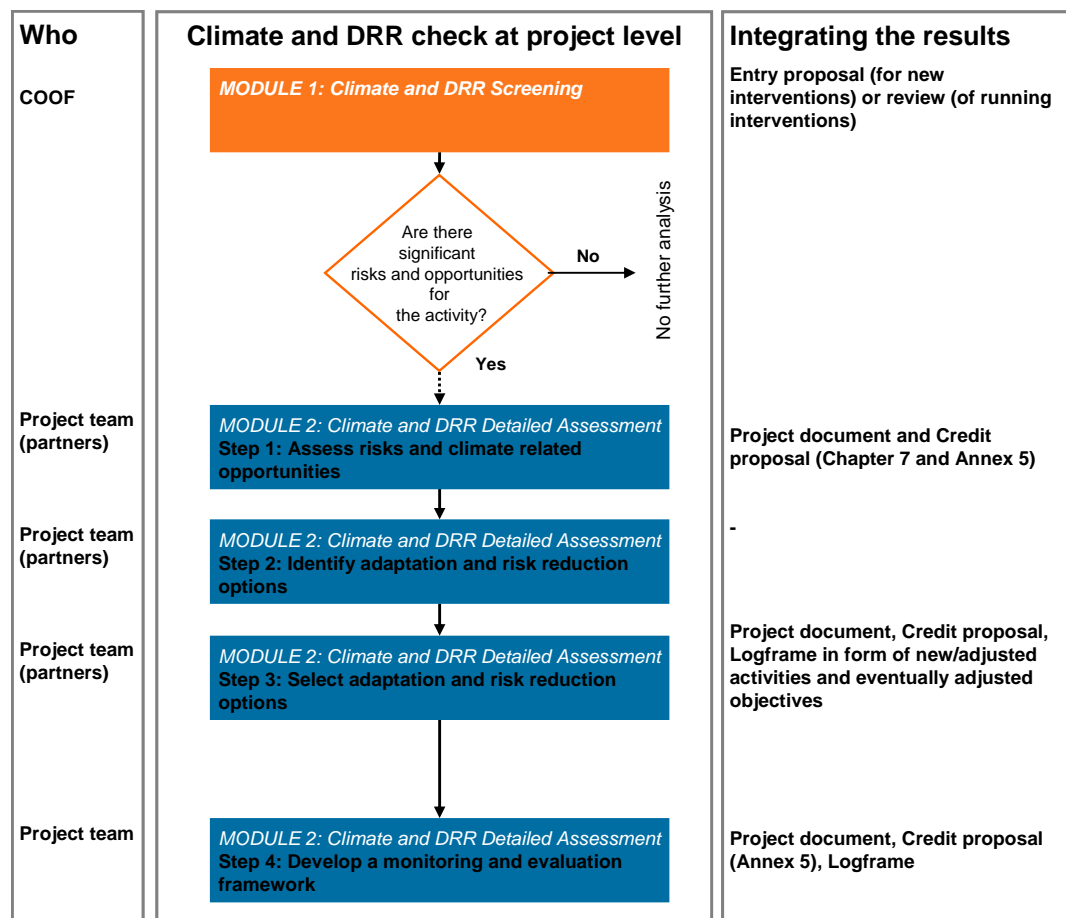 Who
Climate and DRR check at project level
Integrating the results
COOF
MODULE 1: Climate and DRR Screening
Entry proposal (for new
interventions) or review (of running
interventions)
Are there
significant
risks and opportunities
for
the activity?
No
No further analysis
Yes
Project team
(partners)
MODULE 2: Climate and DRR Detailed Assessment
Step 1: Assess risks and climate related
opportunities
Project document and Credit
proposal (Chapter 7 and Annex 5)
Project team
(partners)
MODULE 2: Climate and DRR Detailed Assessment
Step 2: Identify adaptation and risk reduction
options
-
Project team
(partners)
MODULE 2: Climate and DRR Detailed Assessment
Step 3: Select adaptation and risk reduction
options
Project document, Credit proposal,
Logframe in form of new/adjusted
activities and eventually adjusted
objectives
Project team
MODULE 2: Climate and DRR Detailed Assessment
Step 4: Develop a monitoring and evaluation
framework
Project document, Credit proposal
(Annex 5), Logframe